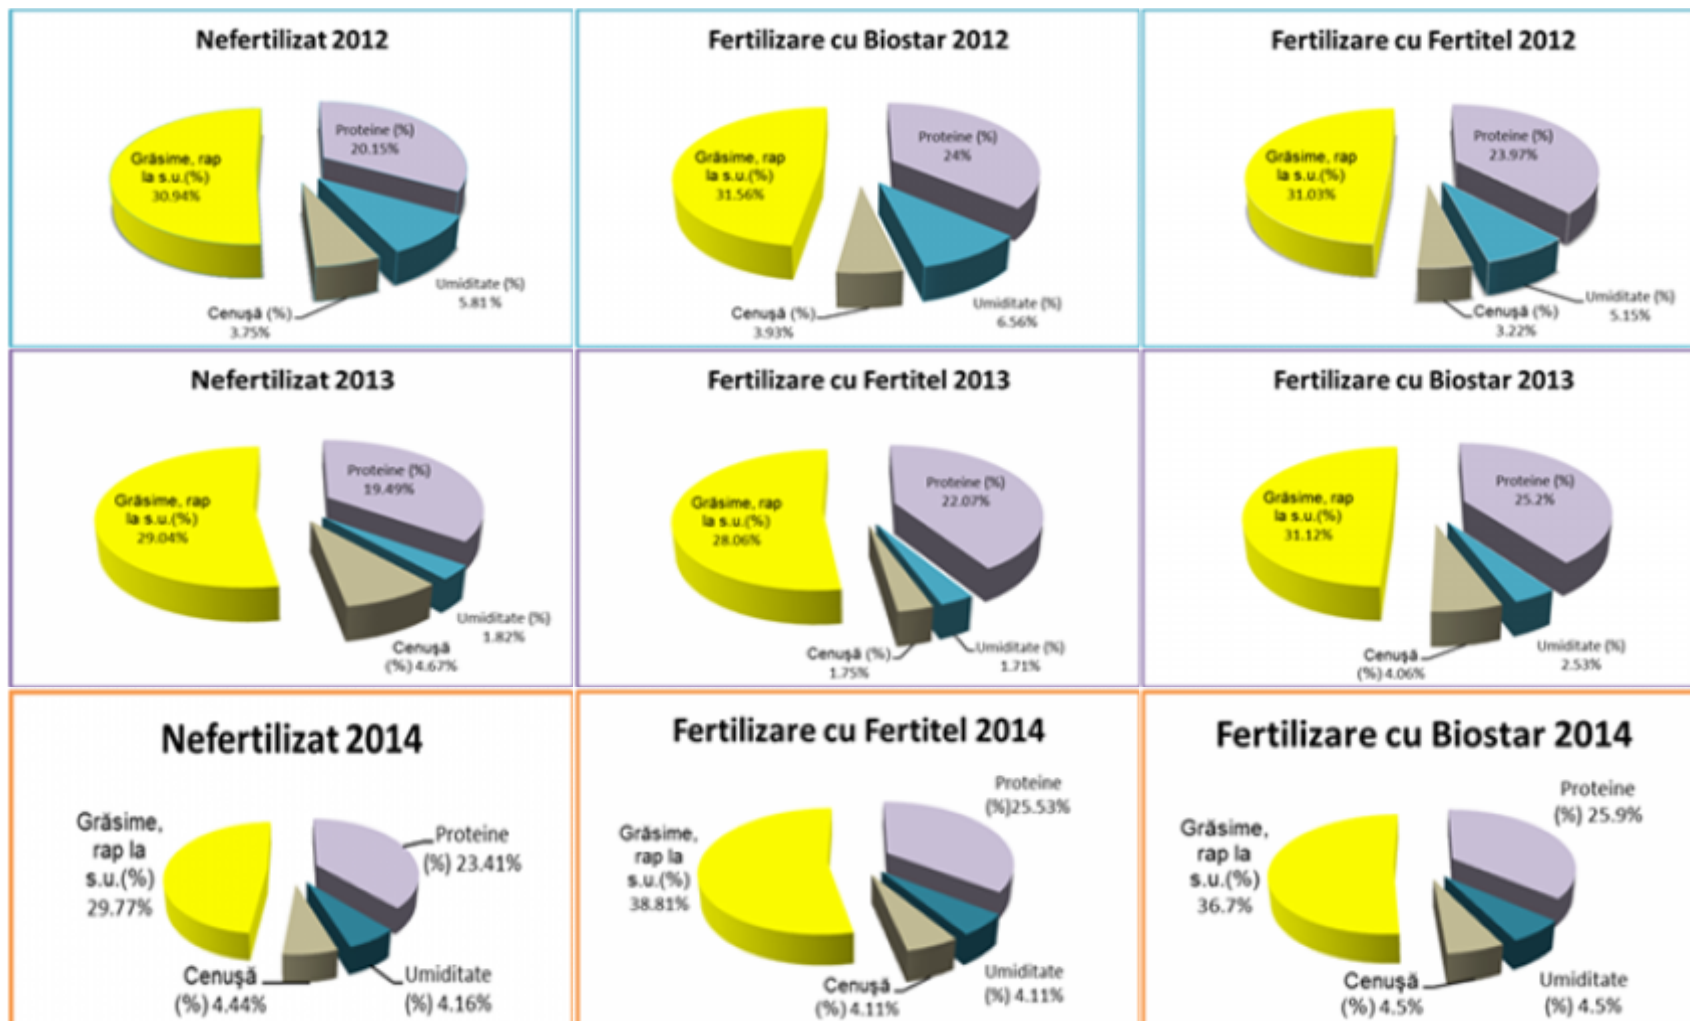 Nefertilizat 2012
Proteine (%)
20.15%
Grăsime, rap
la s.u.(%)
30.94%
Umiditate (%)
5.81 %
Cenușă (%)
3.75%
Fertilizare cu Biostar 2012
Proteine (%)
24%
Grăsime, rap
la s.u.(%)
31.56%
Umiditate (%)
6.56%
Cenușă (%)
3.93%
Fertilizare cu Fertitel 2012
Proteine (%)
23.97%
Grăsime, rap
la s.u.(%)
31.03%
Umiditate (%)
5.15%
Cenușă (%)
3.22%
Nefertilizat 2013
Proteine (%)
19.49%
Grăsime, rap
la s.u.(%)
29.04%
Umiditate (%)
1.82%
Cenușă
(%) 4.67%
Fertilizare cu Fertitel 2013
Proteine (%)
22.07%
Grăsime, rap
la s.u.(%)
28.06%
Umiditate (%)
1.71%
Cenușă (%)
1.75%
Fertilizare cu Biostar 2013
Proteine (%)
25.2%
Grăsime, rap
la s.u.(%)
31.12%
Umiditate (%)
2.53%
Cenușă
(%) 4.06%
Nefertilizat 2014
Grăsime,
rap la
s.u.(%)
29.77%
Proteine
(%) 23.41%
Cenușă
(%) 4.44%
Umiditate
(%) 4.16%
Fertilizare cu Fertitel 2014
Proteine
(%)25.53%
Grăsime,
rap la
s.u.(%)
38.81%
Cenușă
(%) 4.11%
Umiditate
(%) 4.11%
Fertilizare cu Biostar 2014
Proteine
(%) 25.9%
Grăsime,
rap la
s.u.(%)
36.7%
Cenușă
(%) 4.5%
Umiditate
(%) 4.5%